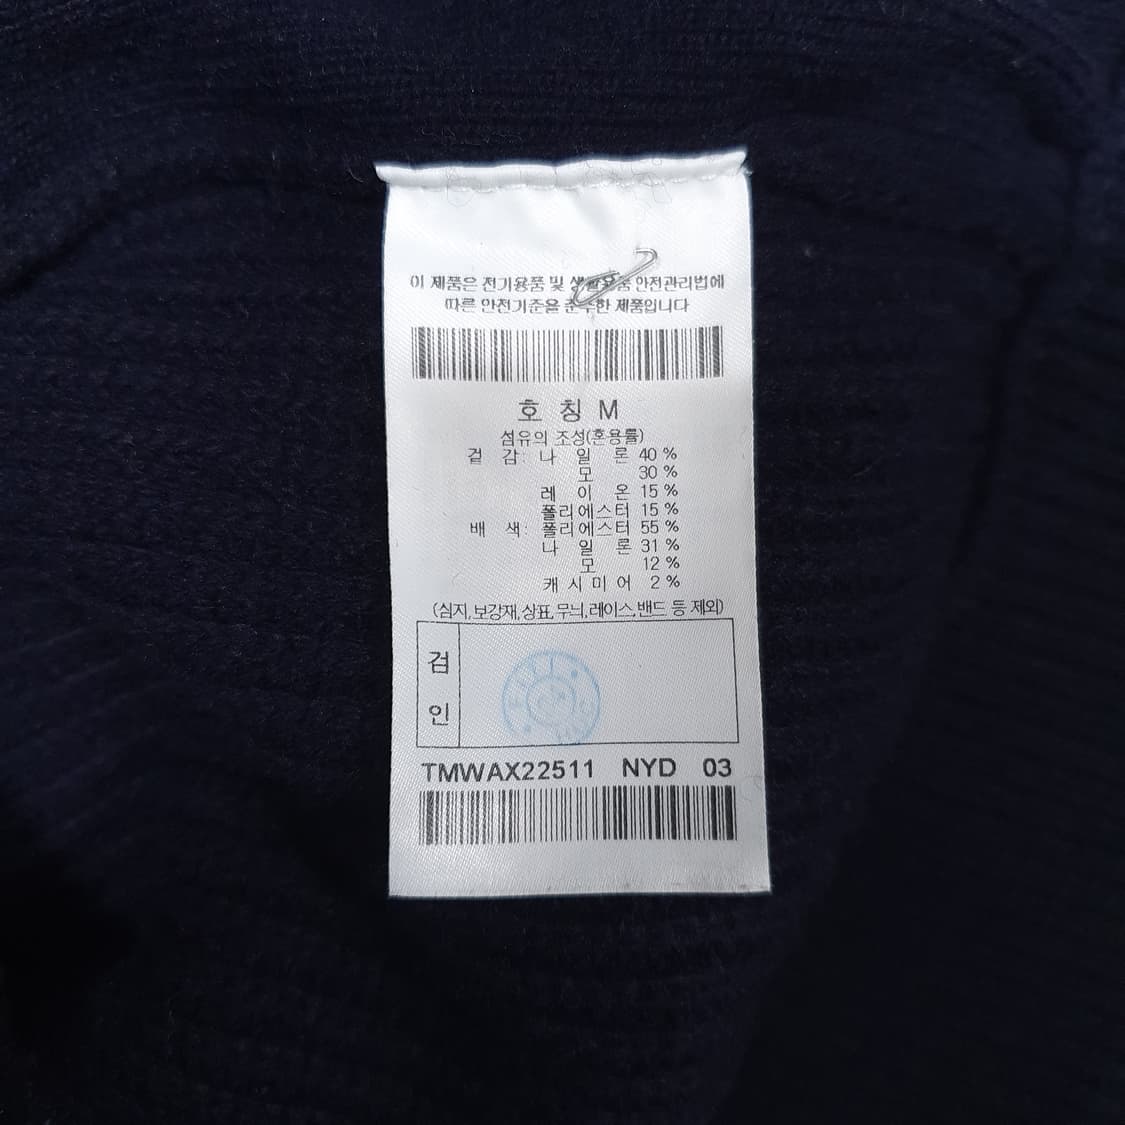 이 제품은 전기용품 및 생활용품 안전관리법에
따른 안전기준을 준수한 제품입니다
호 칭 M
섬유의 조성(혼용률)
겉 감: 나 일 론 40 %
모 30 %
레 이 온 15 %
폴리에스터 15 %
배 색: 폴리에스터 55 %
나 일 론 31 %
모 12 %
캐 시 미 어 2 %
(심지,보강재,상표,무늬,레이스,밴드 등 제외)
검
인
TMWAX22511 NYD 03